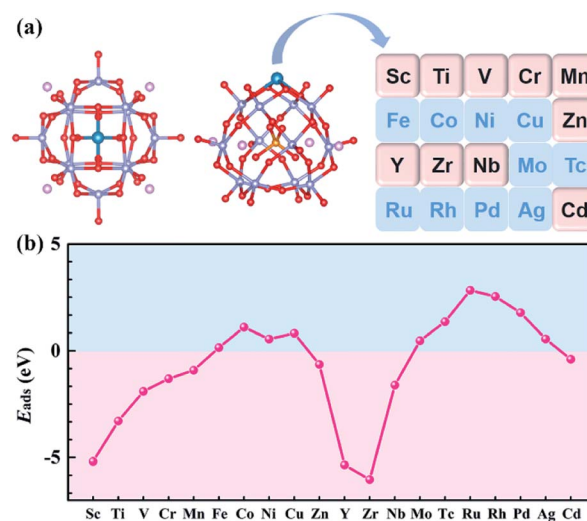 (a)
Sc Ti V Cr Mn
Fe Co Ni Cu Zn
Y Zr Nb Mo Tc
Ru Rh Pd Ag Cd
(b)
5
0
-5
Eads (eV)
Sc Ti V Cr Mn Fe Co Ni Cu Zn Y Zr Nb Mo Tc Ru Rh Pd Ag Cd